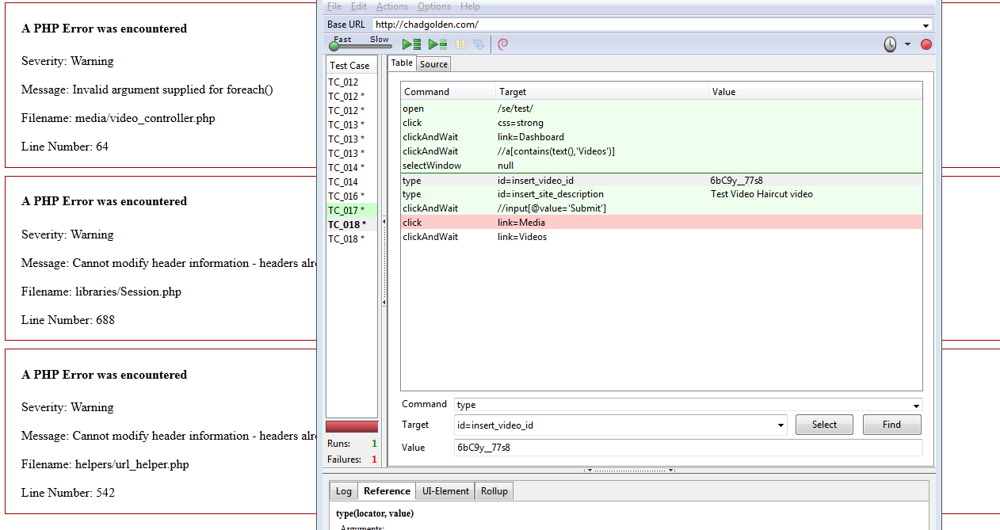 A PHP Error was encountered
Severity: Warning
Message: Invalid argument supplied for foreach()
Filename: media/video_controller.php
Line Number: 64
A PHP Error was encountered
Severity: Warning
Message: Cannot modify header information - headers alre
Filename: libraries/Session.php
Line Number: 688
A PHP Error was encountered
Severity: Warning
Message: Cannot modify header information - headers alre
Filename: helpers/url_helper.php
Line Number: 542
File Edit Actions Options Help
Base URL http://chadgolden.com/
Fast Slow
Test Case
TC_012
TC_012 *
TC_012 *
TC_013 *
TC_013 *
TC_013 *
TC_014 *
TC_014
TC_016 *
TC_017 *
TC_018 *
TC_018 *
Runs: 1
Failures: 1
Table Source
Command Target Value
open /se/test/
click css=strong
clickAndWait link=Dashboard
clickAndWait //a[contains(text(),'Videos')]
selectWindow null
type id=insert_video_id 6bC9y__77s8
type id=insert_site_description Test Video Haircut video
clickAndWait //input[@value='Submit']
click link=Media
clickAndWait link=Videos
Command type
Target id=insert_video_id Select Find
Value 6bC9y__77s8
Log Reference UI-Element Rollup
type(locator, value)
Arguments: